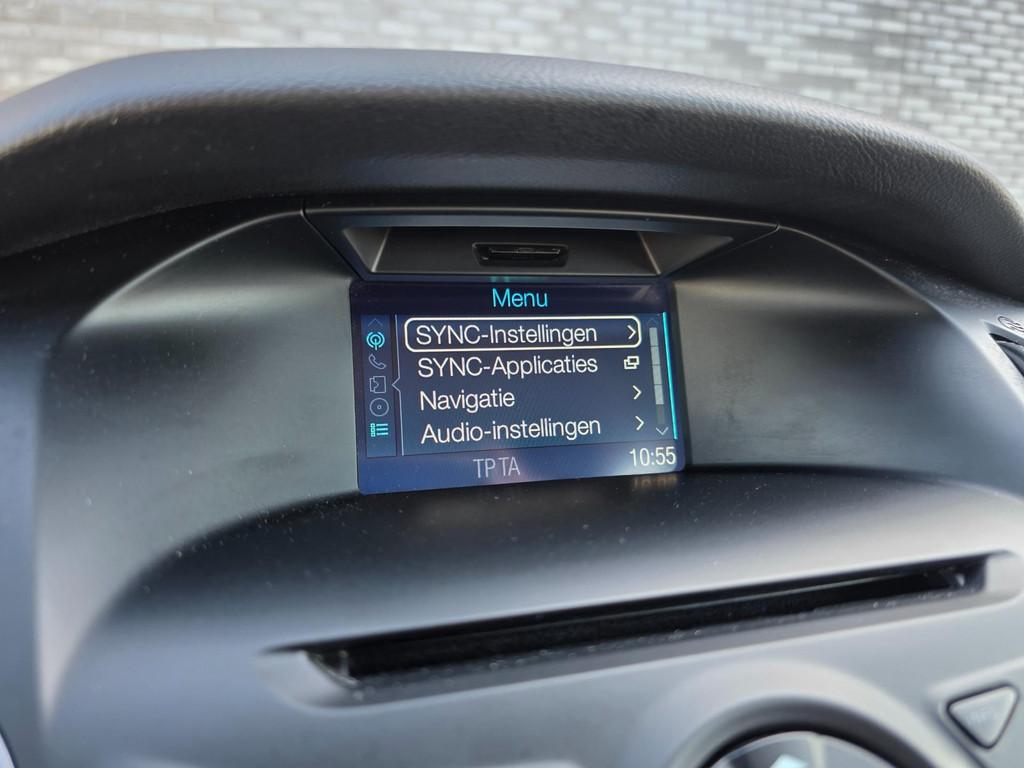 Menu
SYNC-Instellingen
SYNC-Applicaties
Navigatie
Audio-instellingen
TP TA 10:55